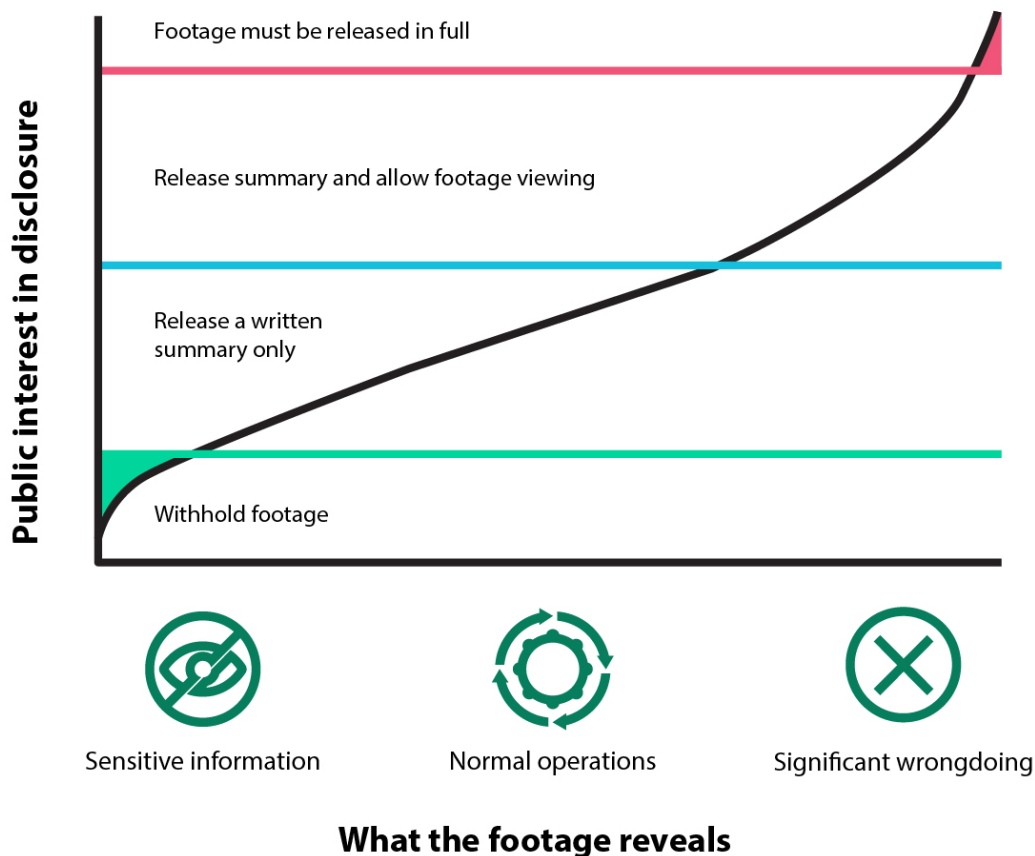 Public interest in disclosure
Footage must be released in full
Release summary and allow footage viewing
Release a written
summary only
Withhold footage
Sensitive information
Normal operations
Significant wrongdoing
What the footage reveals